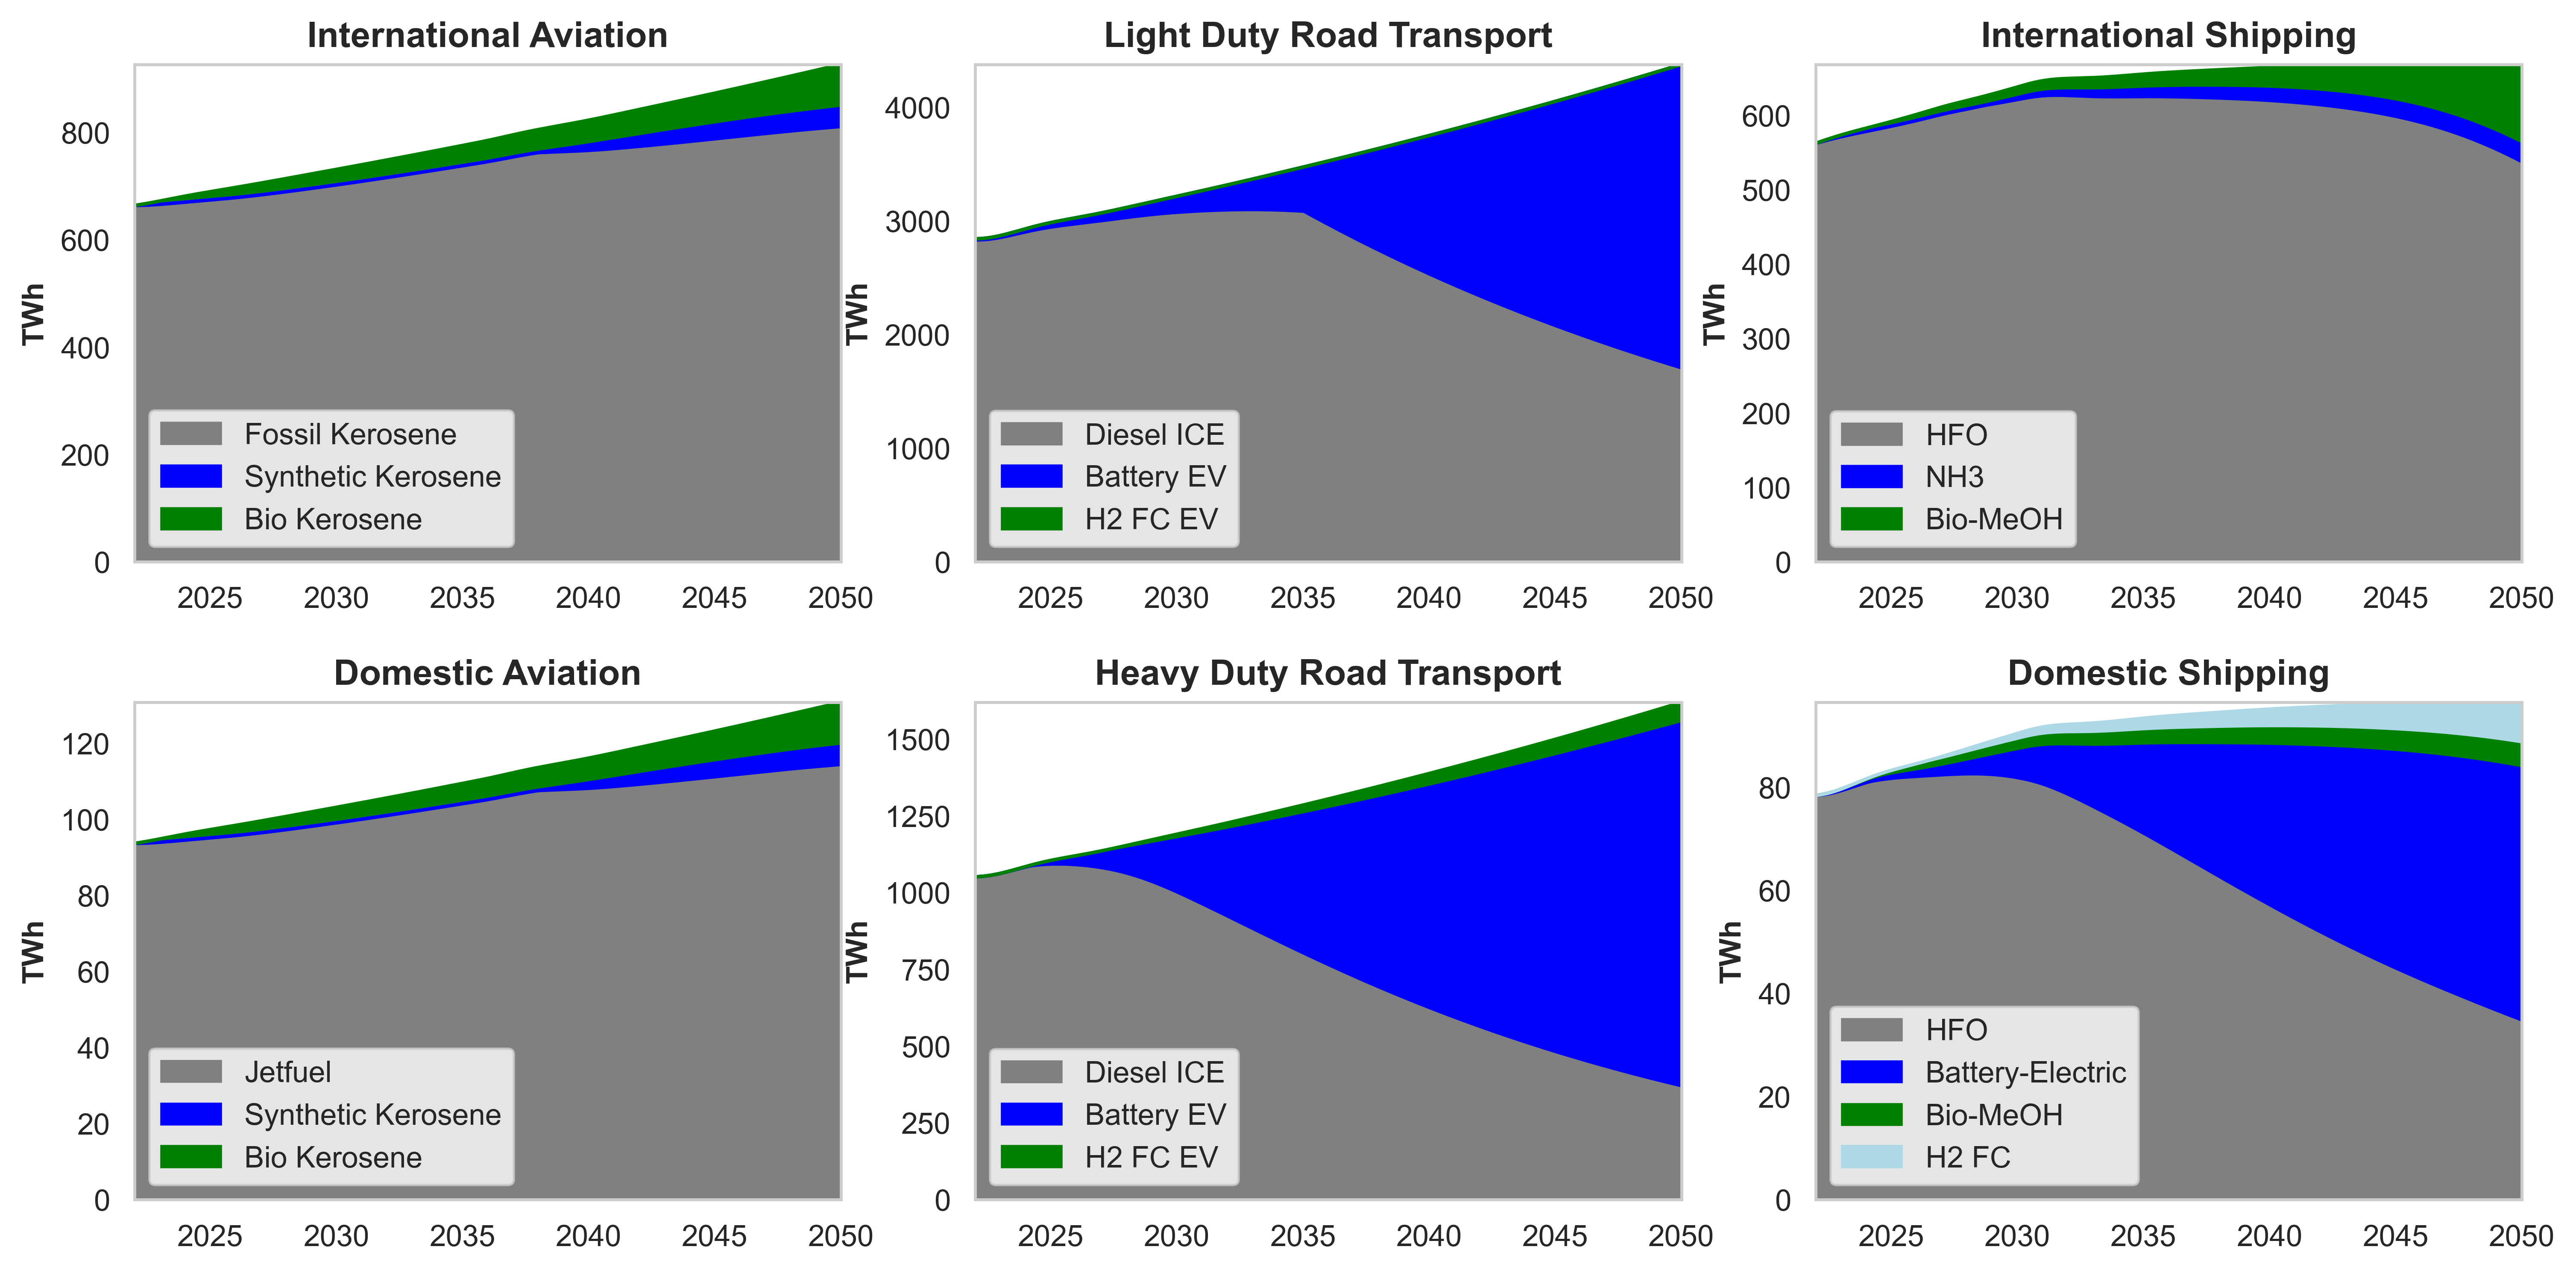 International Aviation
TWh
800
600
400
200
0
Fossil Kerosene
Synthetic Kerosene
Bio Kerosene
2025 2030 2035 2040 2045 2050
Light Duty Road Transport
TWh
4000
3000
2000
1000
0
Diesel ICE
Battery EV
H2 FC EV
2025 2030 2035 2040 2045 2050
International Shipping
TWh
600
500
400
300
200
100
0
HFO
NH3
Bio-MeOH
2025 2030 2035 2040 2045 2050
Domestic Aviation
TWh
120
100
80
60
40
20
0
Jetfuel
Synthetic Kerosene
Bio Kerosene
2025 2030 2035 2040 2045 2050
Heavy Duty Road Transport
TWh
1500
1250
1000
750
500
250
0
Diesel ICE
Battery EV
H2 FC EV
2025 2030 2035 2040 2045 2050
Domestic Shipping
TWh
80
60
40
20
0
HFO
Battery-Electric
Bio-MeOH
H2 FC
2025 2030 2035 2040 2045 2050